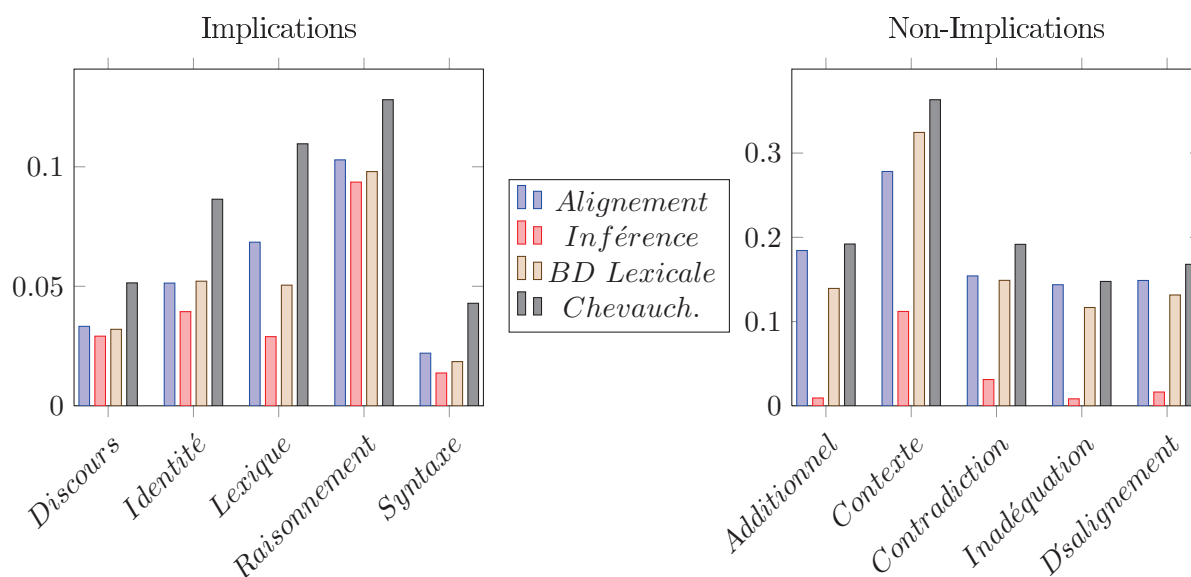 Implications
0.1
0.05
0
Discours
Identité
Lexique
Raisonnement
Syntaxe
Alignement
Inférence
BD Lexicale
Chevauch.
Non-Implications
0.3
0.2
0.1
0
Additionnel
Contexte
Contradiction
Inadéquation
D'salignement